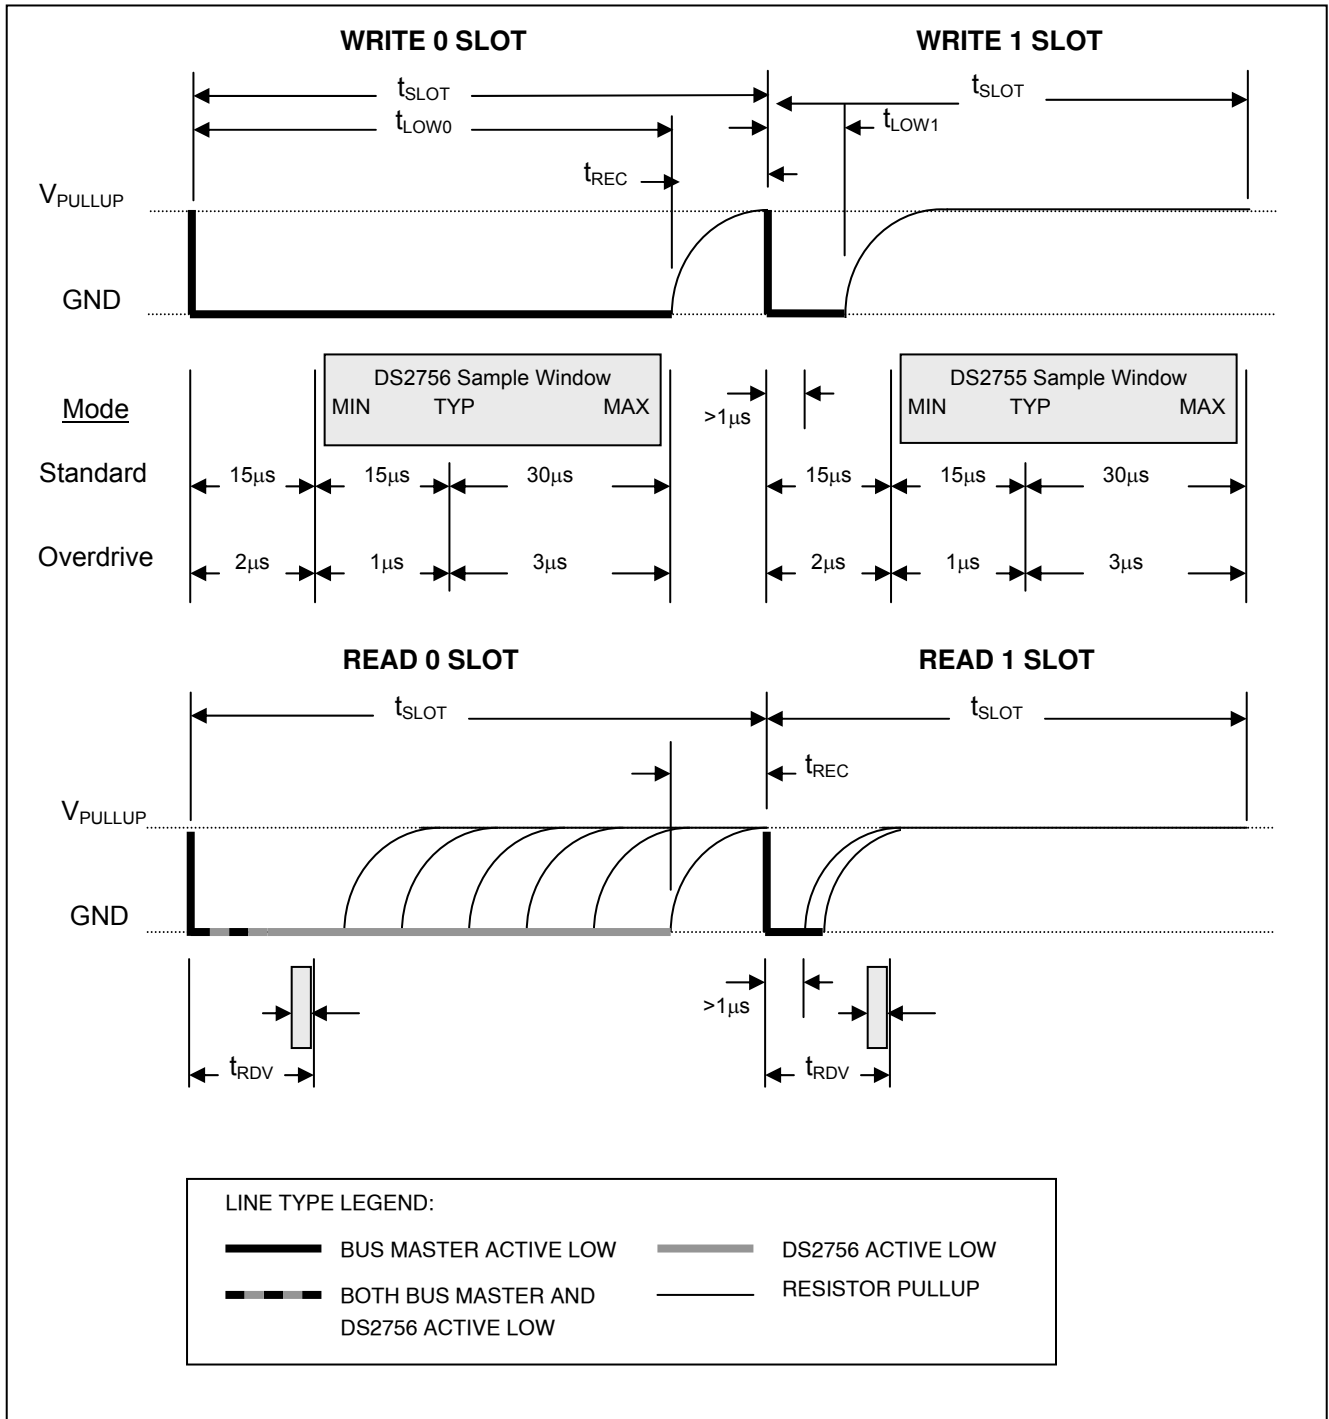 WRITE 0 SLOT WRITE 1 SLOT
tSLOT tSLOT
tLOW0 tLOW1
tREC
VPULLUP
GND
DS2756 Sample Window DS2755 Sample Window
Mode MIN TYP MAX >1μs MIN TYP MAX
Standard 15μs 15μs 30μs 15μs 15μs 30μs
Overdrive 2μs 1μs 3μs 2μs 1μs 3μs
READ 0 SLOT READ 1 SLOT
tSLOT tSLOT
tREC
VPULLUP
GND
>1μs
tRDV tRDV
LINE TYPE LEGEND:
BUS MASTER ACTIVE LOW DS2756 ACTIVE LOW
BOTH BUS MASTER AND RESISTOR PULLUP
DS2756 ACTIVE LOW